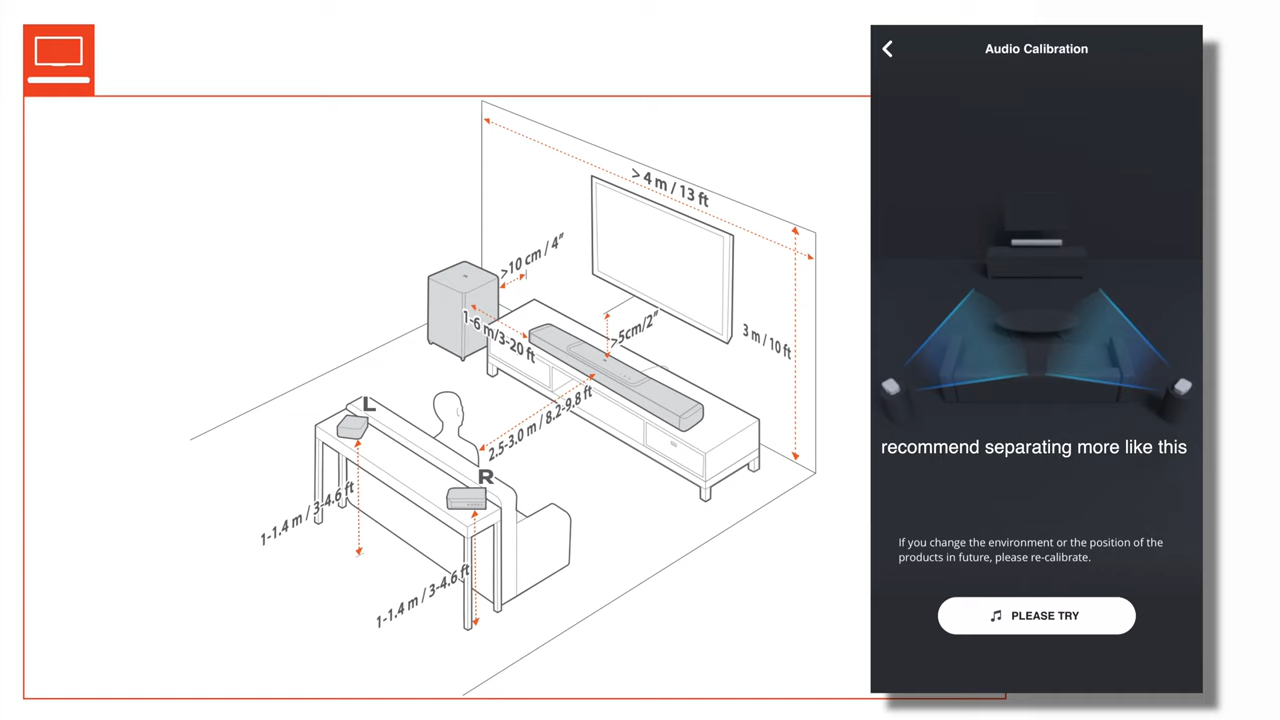 > 4 m / 13 ft
>10 cm / 4”
1-6 m/3-20 ft
>5cm/2”
3 m / 10 ft
2.5-3.0 m / 8.2-9.8 ft
L
R
1-1.4 m / 3-4.6 ft
1-1.4 m / 3-4.6 ft
Audio Calibration
recommend separating more like this
If you change the environment or the position of the
products in future, please re-calibrate.
PLEASE TRY